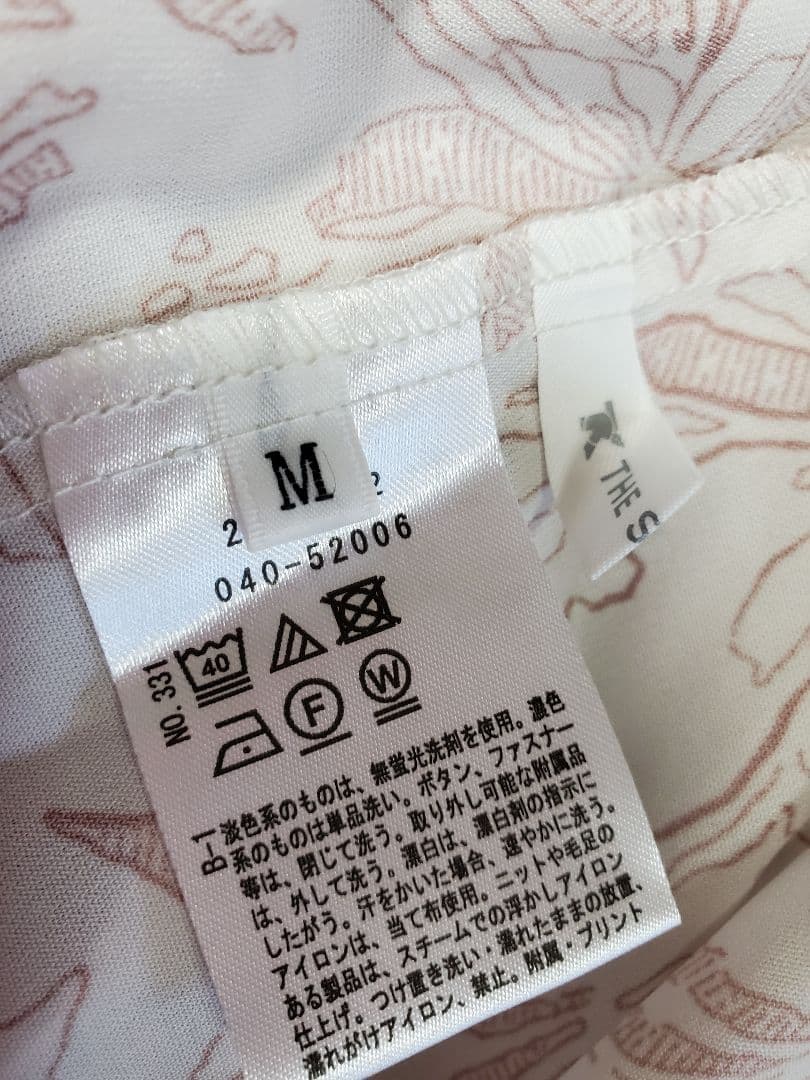 M
040-52006
THE S
NO. 331
40
F
W
B-1 淡色系のものは、無蛍光洗剤を使用。濃色
系のものは単品洗い。ボタン、ファスナー
等は、閉じて洗う。取り外し可能な附属品
は、外して洗う。漂白は、漂白剤の指示に
したがう。汗をかいた場合、速やかに洗う。
アイロンは、当て布使用。ニットや毛足の
ある製品は、スチームでの浮かしアイロン
仕上げ。つけ置き洗い・濡れたままの放置、
濡れがけアイロン、禁止。附属・プリント